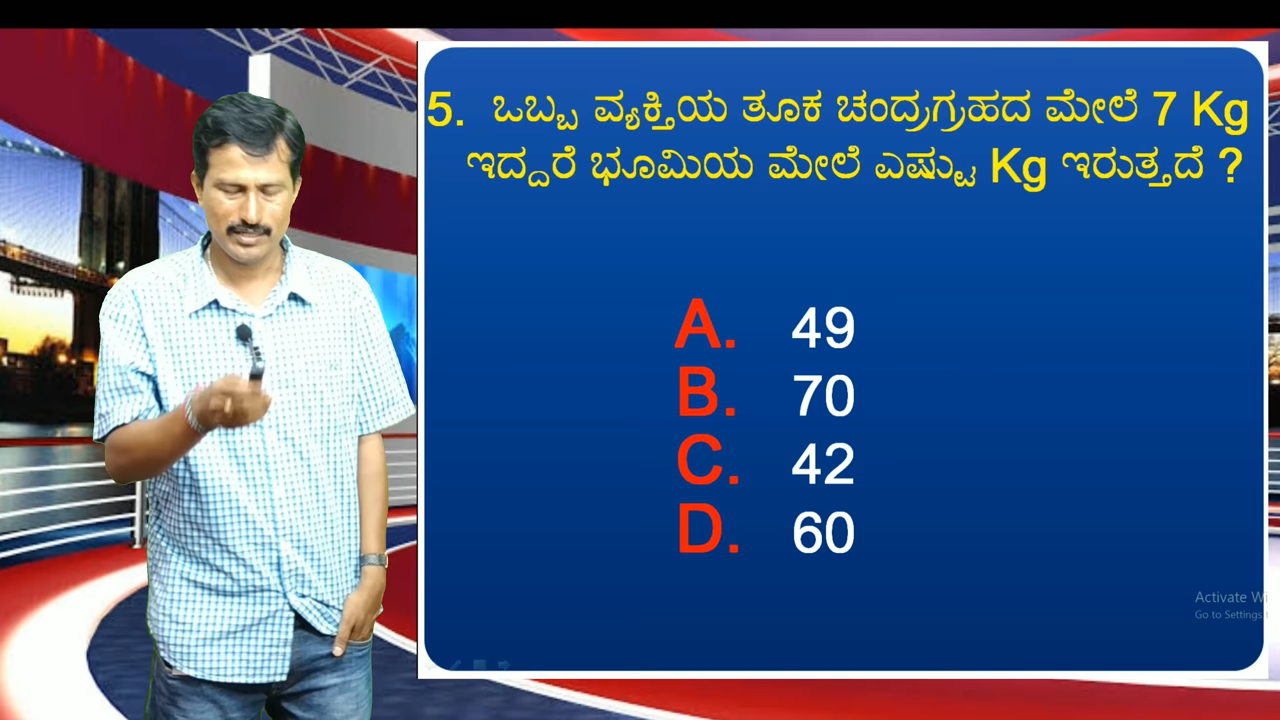 5. ಒಬ್ಬ ವ್ಯಕ್ತಿಯ ತೂಕ ಚಂದ್ರಗ್ರಹದ ಮೇಲೆ 7 Kg
ಇದ್ದರೆ ಭೂಮಿಯ ಮೇಲೆ ಎಷ್ಟು Kg ಇರುತ್ತದೆ ?
A. 49
B. 70
C. 42
D. 60
Activate Wi
Go to Settings